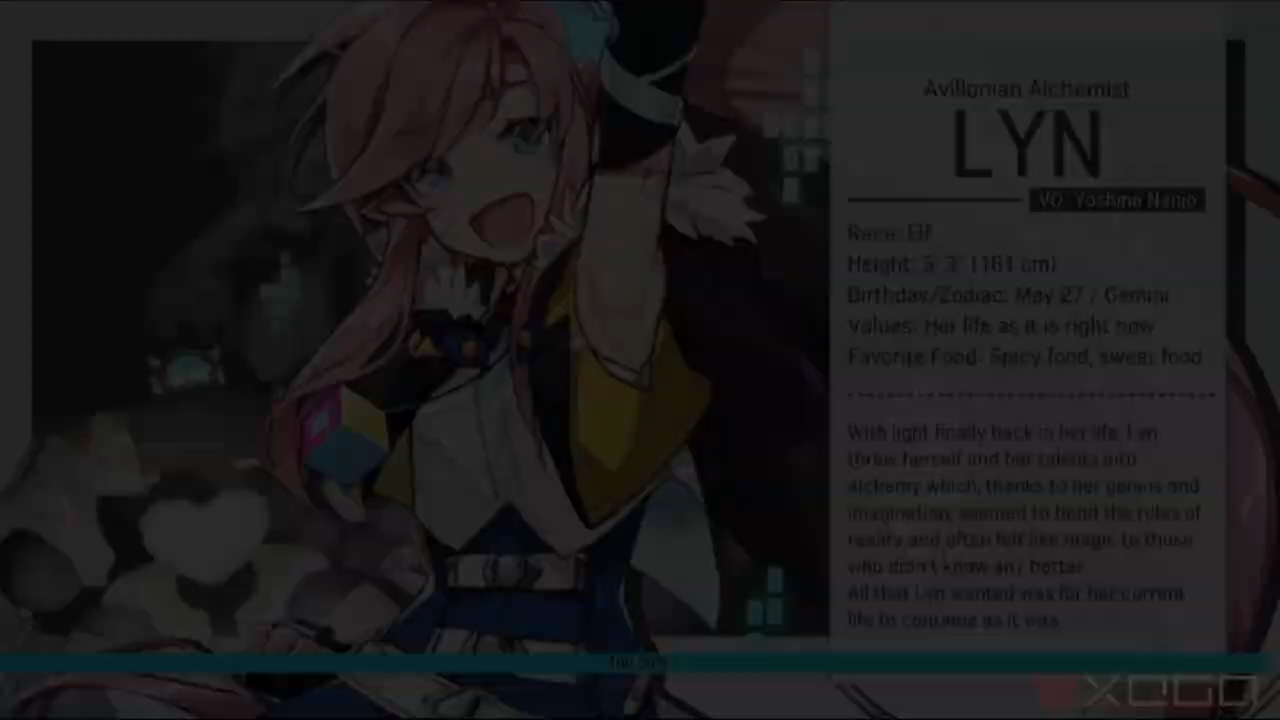 Avillonian Alchemist
LYN
VO: Yoshino Nanjo
Race: Elf
Height: 5' 3" (161 cm)
Birthday/Zodiac: May 27 / Gemini
Values: Her life as it is right now
Favorite Food: Spicy food, sweet food
With light finally back in her life, Lyn
threw herself and her talents into
alchemy which, thanks to her genius and
imagination, seemed to bend the rules of
reality and often felt like magic to those
who didn't know any better.
All that Lyn wanted was for her current
life to continue as it was.